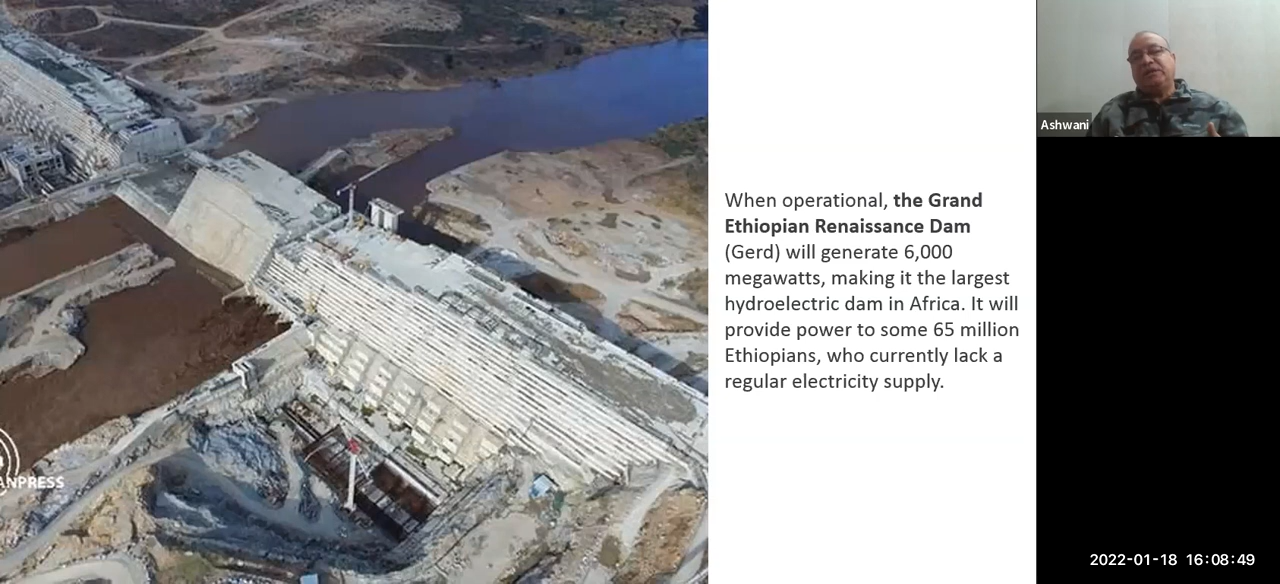 When operational, the Grand
Ethiopian Renaissance Dam
(Gerd) will generate 6,000
megawatts, making it the largest
hydroelectric dam in Africa. It will
provide power to some 65 million
Ethiopians, who currently lack a
regular electricity supply.
Ashwani
ANPRESS
2022-01-18 16:08:49